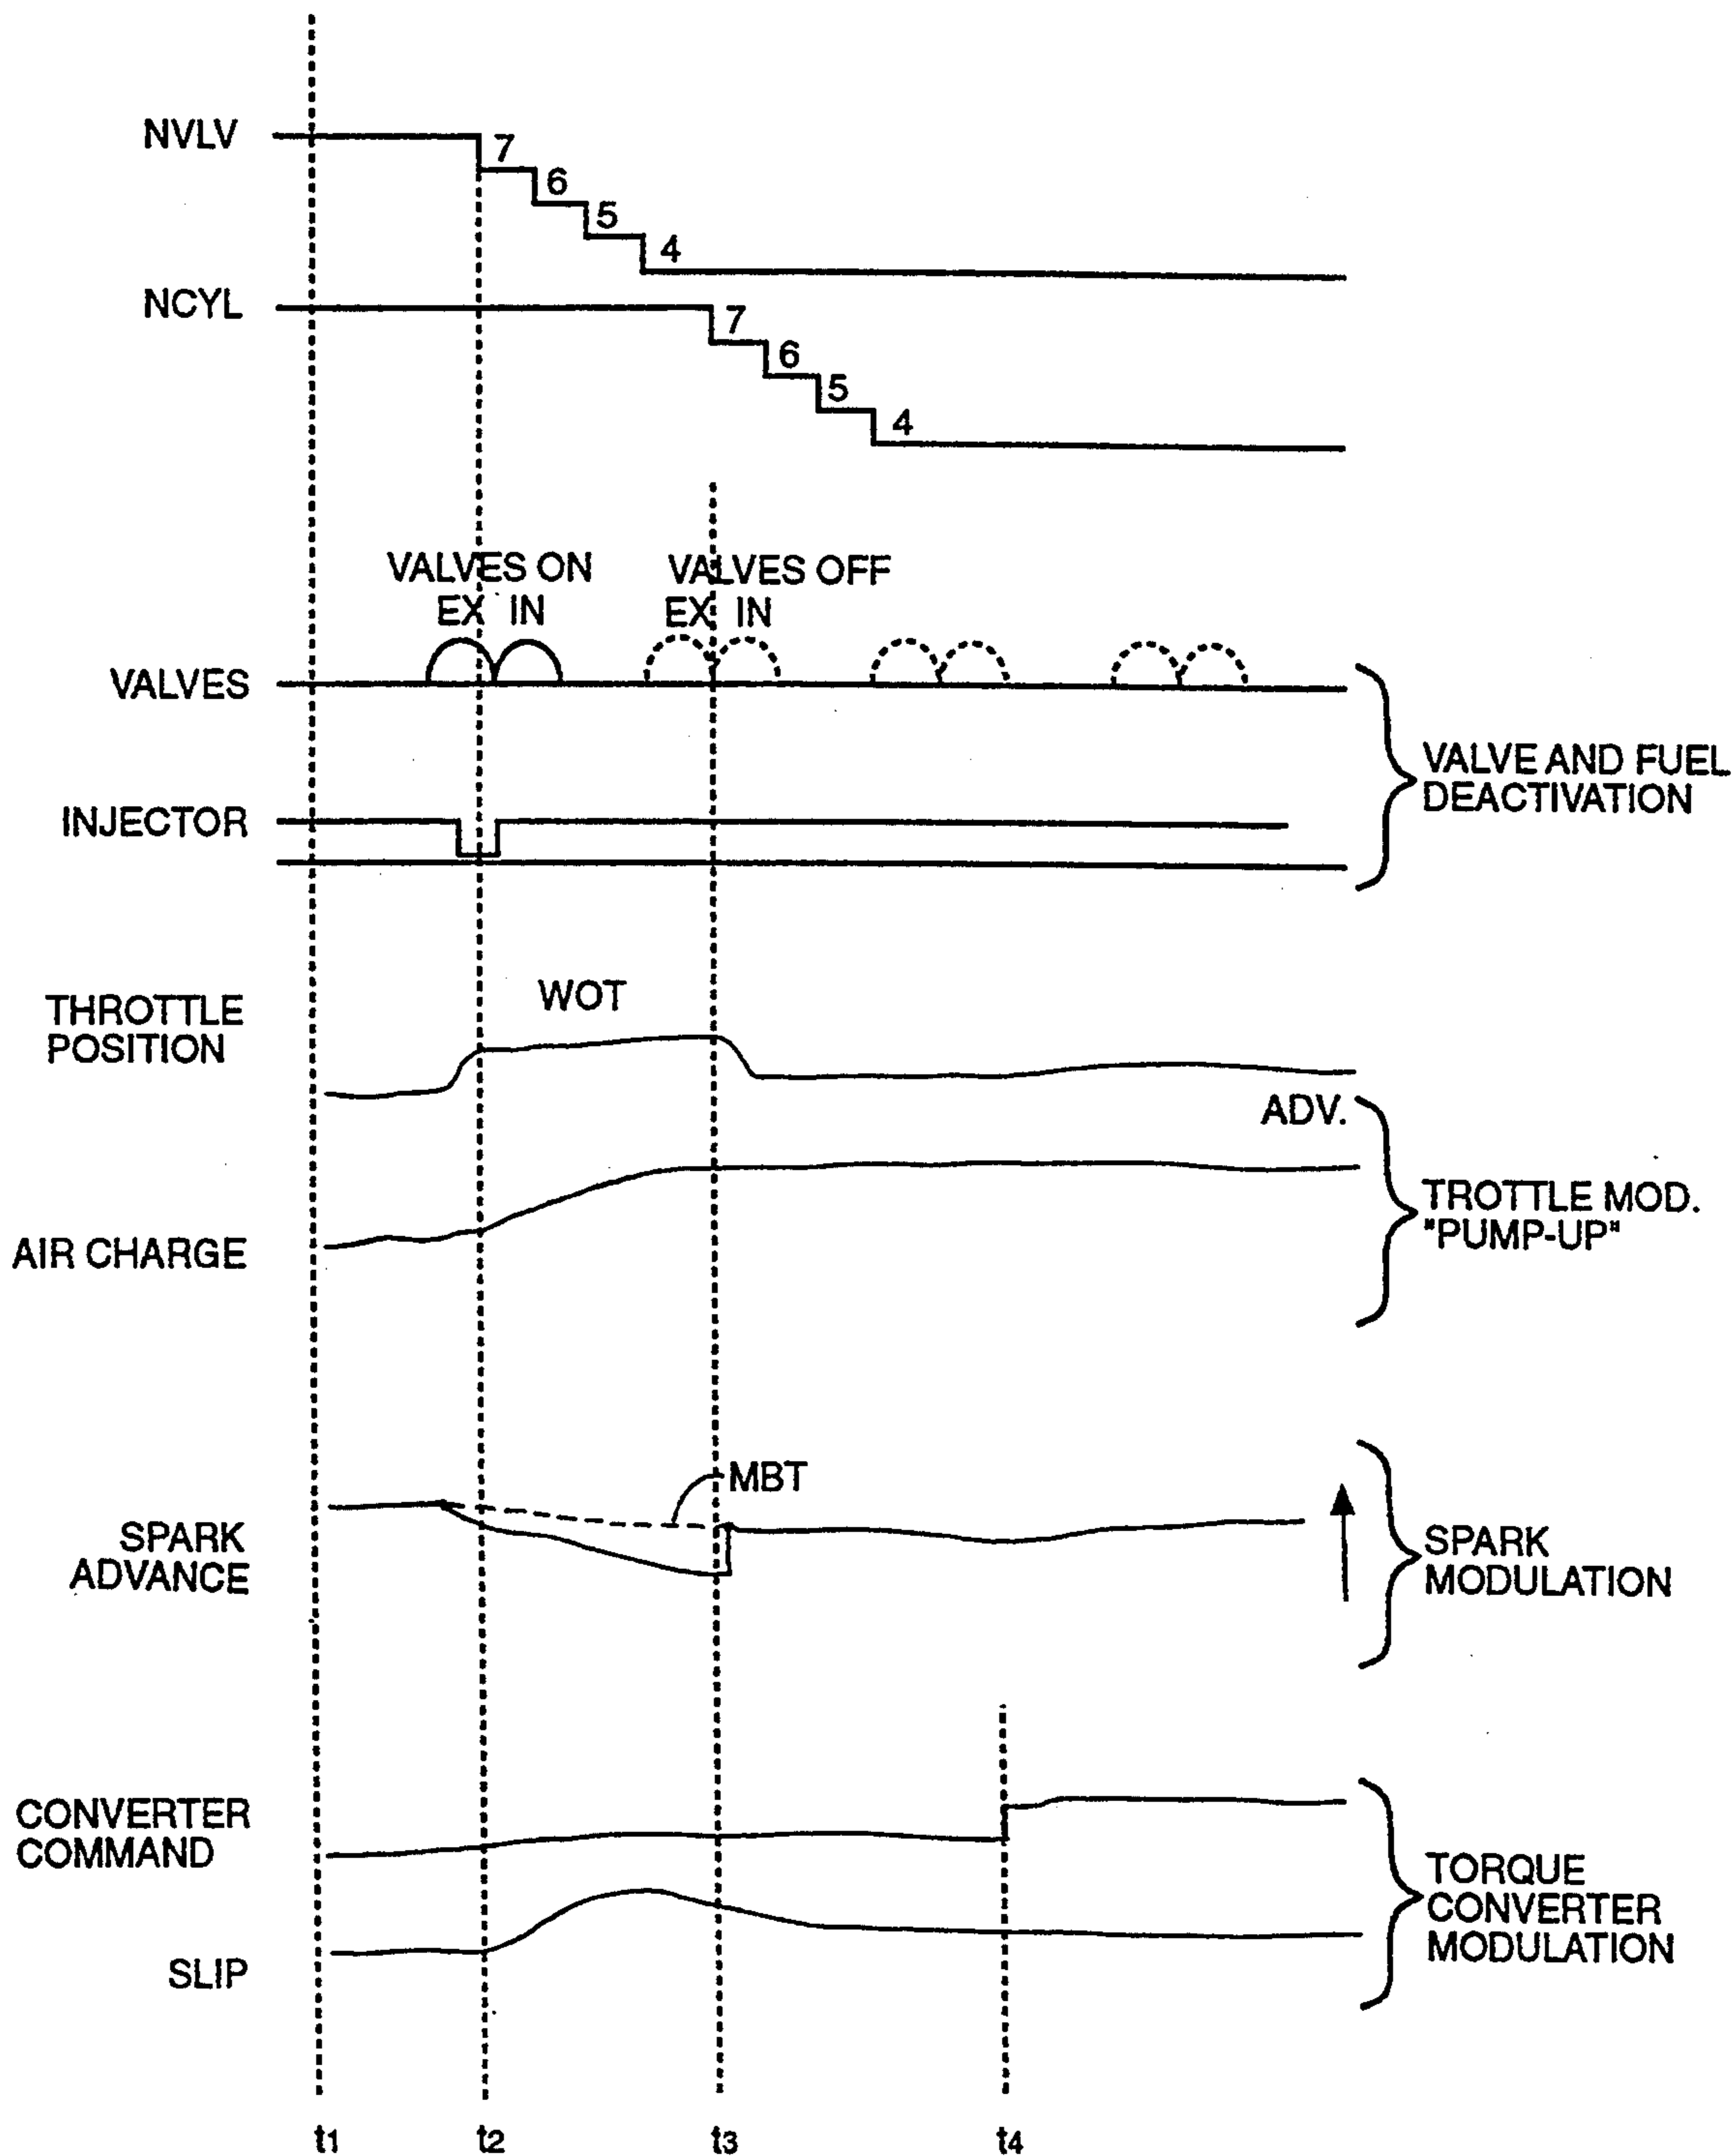 NVLV
7
6
5
4
NCYL
7
6
5
4
VALVES ON
EX IN
VALVES OFF
EX IN
VALVES
INJECTOR
VALVE AND FUEL
DEACTIVATION
THROTTLE
POSITION
WOT
ADV.
AIR CHARGE
TROTTLE MOD.
"PUMP-UP"
MBT
SPARK
ADVANCE
SPARK
MODULATION
CONVERTER
COMMAND
SLIP
TORQUE
CONVERTER
MODULATION
t1
t2
t3
t4